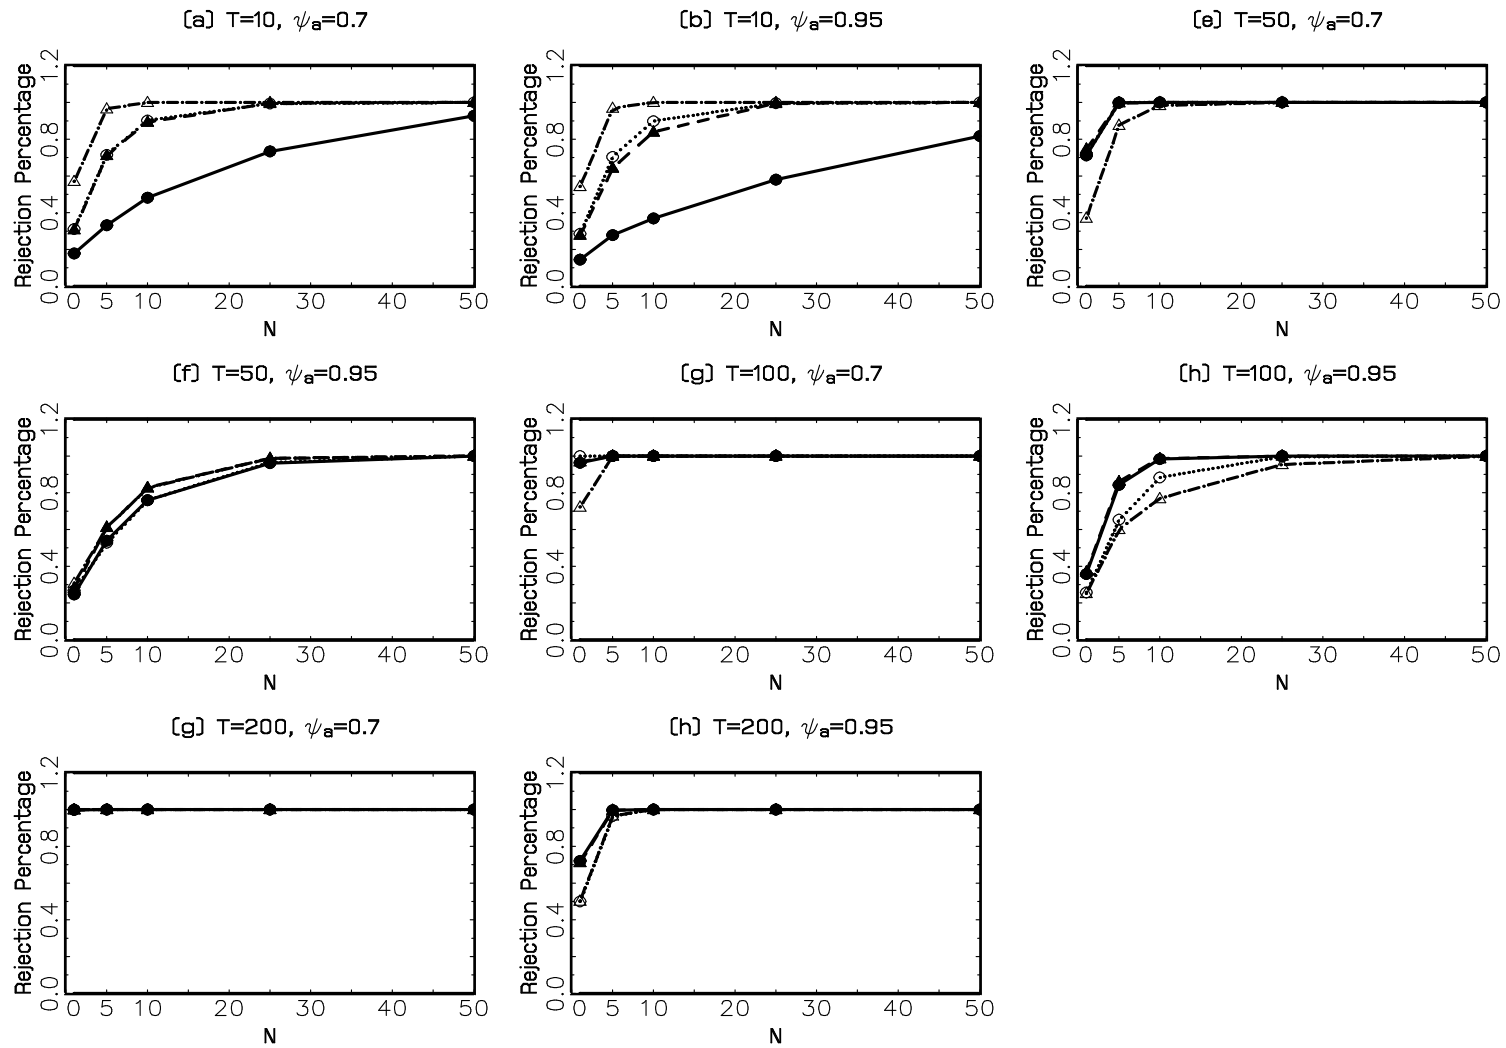 (a) T=10, ψa=0.7
Rejection Percentage
0.0 0.4 0.8 1.2
0 5 10 20 30 40 50
N
(b) T=10, ψa=0.95
Rejection Percentage
0.0 0.4 0.8 1.2
0 5 10 20 30 40 50
N
(e) T=50, ψa=0.7
Rejection Percentage
0.0 0.4 0.8 1.2
0 5 10 20 30 40 50
N
(f) T=50, ψa=0.95
Rejection Percentage
0.0 0.4 0.8 1.2
0 5 10 20 30 40 50
N
(g) T=100, ψa=0.7
Rejection Percentage
0.0 0.4 0.8 1.2
0 5 10 20 30 40 50
N
(h) T=100, ψa=0.95
Rejection Percentage
0.0 0.4 0.8 1.2
0 5 10 20 30 40 50
N
(g) T=200, ψa=0.7
Rejection Percentage
0.0 0.4 0.8 1.2
0 5 10 20 30 40 50
N
(h) T=200, ψa=0.95
Rejection Percentage
0.0 0.4 0.8 1.2
0 5 10 20 30 40 50
N